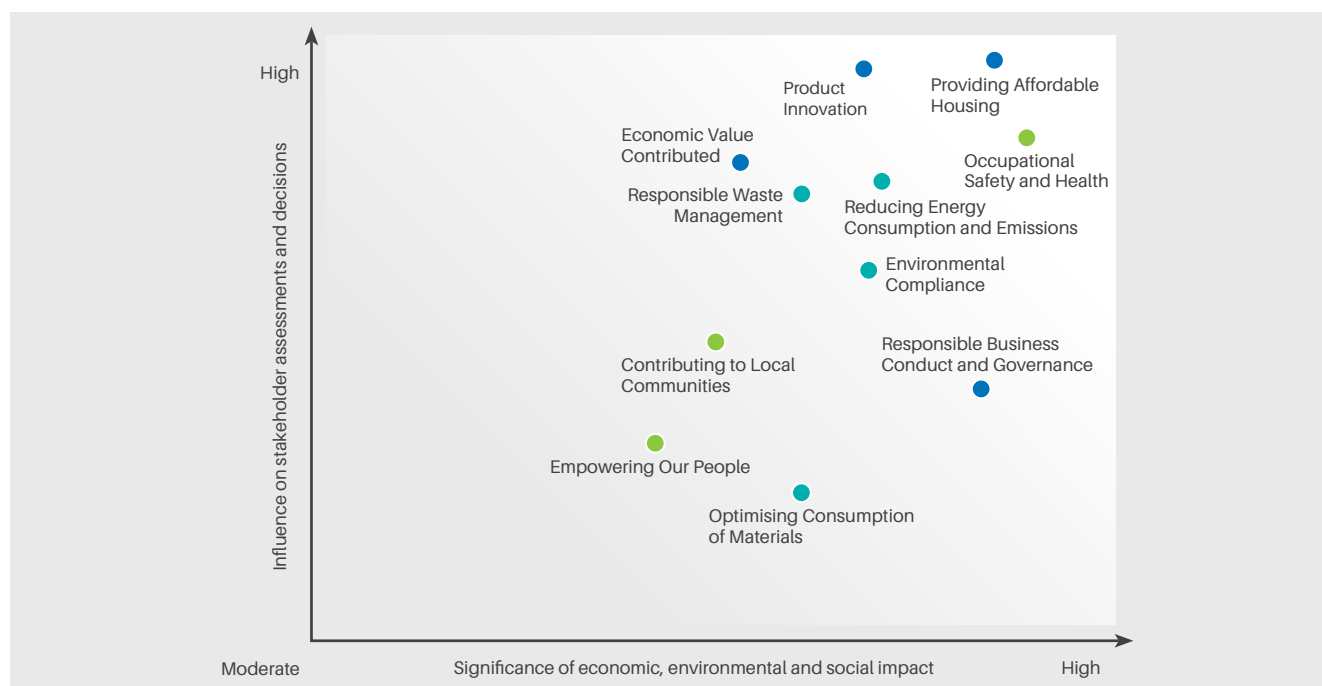 High
Product
Innovation
Providing Affordable
Housing
Economic Value
Contributed
Occupational
Safety and Health
Responsible Waste
Management
Reducing Energy
Consumption and Emissions
Environmental
Compliance
Influence on stakeholder assessments and decisions
Contributing to Local
Communities
Responsible Business
Conduct and Governance
Empowering Our People
Optimising Consumption
of Materials
Moderate
Significance of economic, environmental and social impact
High